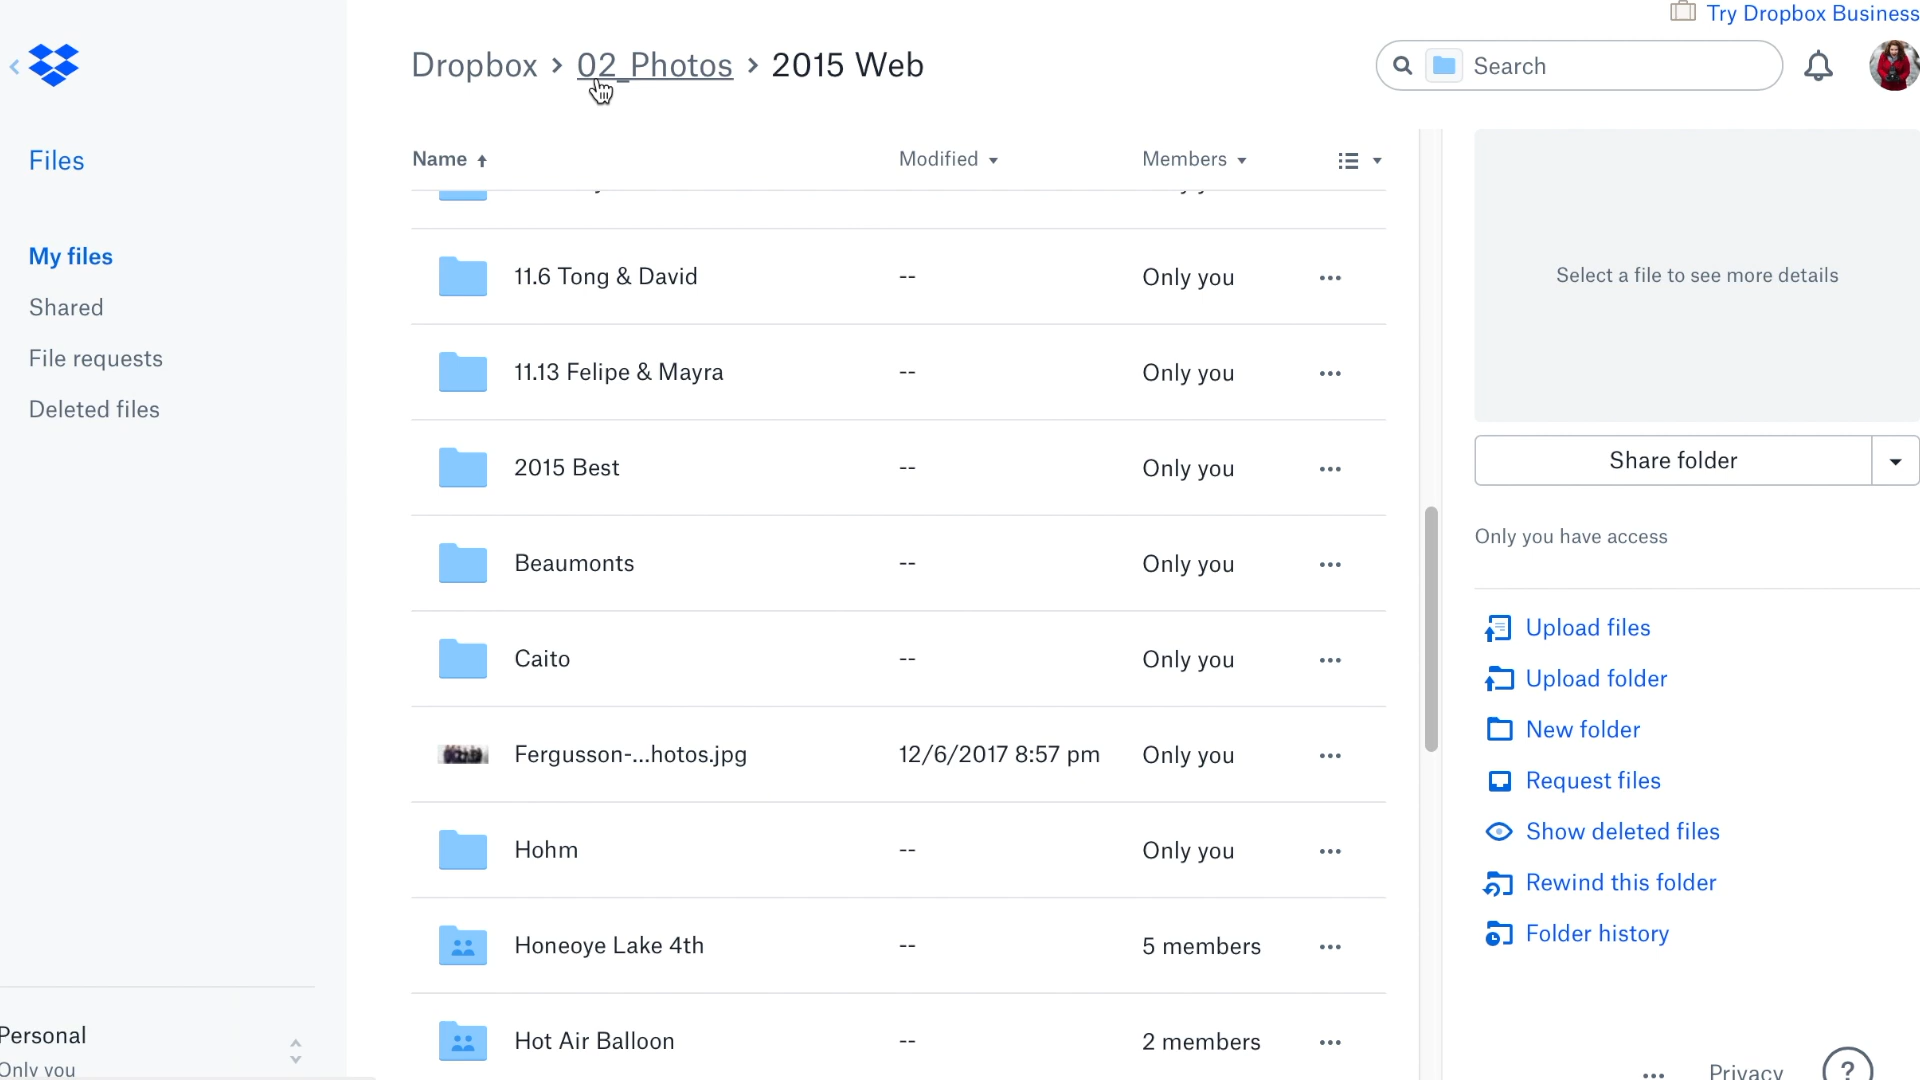 Try Dropbox Business
Dropbox > 02_Photos > 2015 Web
Search
Files
My files
Shared
File requests
Deleted files
Personal
Only you
Name Modified Members
11.6 Tong & David -- Only you
11.13 Felipe & Mayra -- Only you
2015 Best -- Only you
Beaumonts -- Only you
Caito -- Only you
Fergusson-...hotos.jpg 12/6/2017 8:57 pm Only you
Hohm -- Only you
Honeoye Lake 4th -- 5 members
Hot Air Balloon -- 2 members
Select a file to see more details
Share folder
Only you have access
Upload files
Upload folder
New folder
Request files
Show deleted files
Rewind this folder
Folder history
Privacy
?